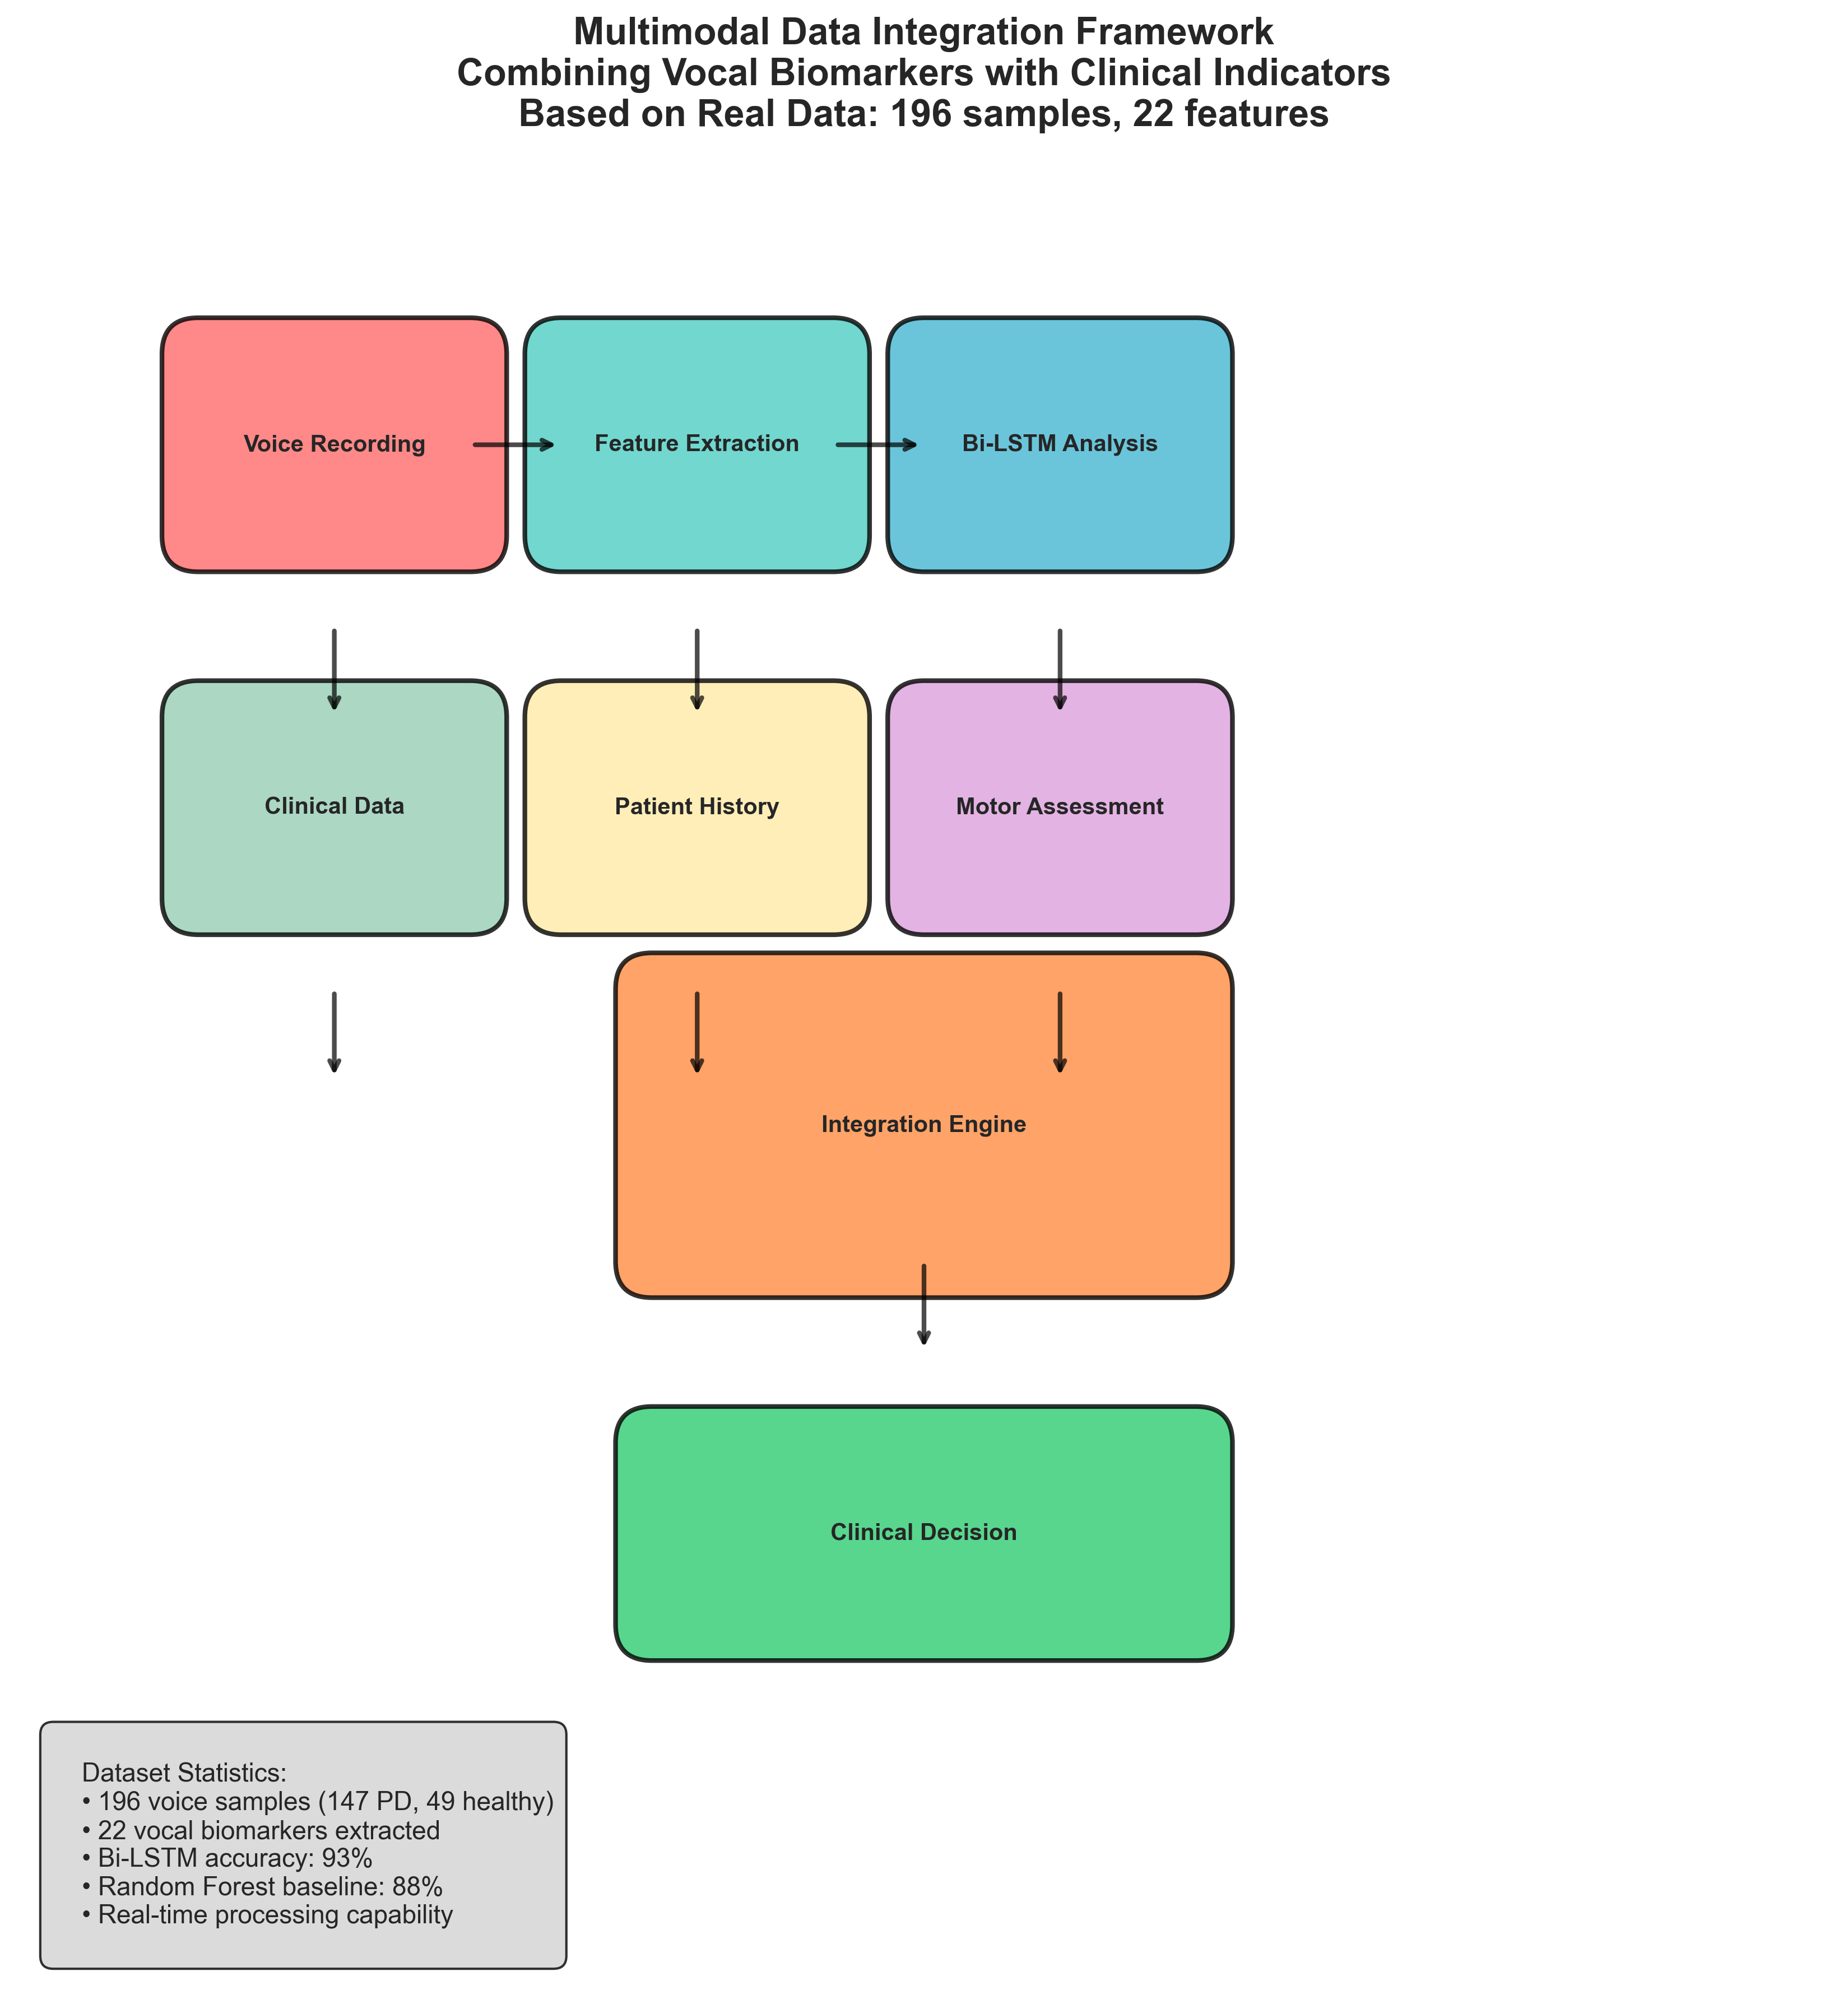 Multimodal Data Integration Framework
Combining Vocal Biomarkers with Clinical Indicators
Based on Real Data: 196 samples, 22 features
Voice Recording
Feature Extraction
Bi-LSTM Analysis
Clinical Data
Patient History
Motor Assessment
Integration Engine
Clinical Decision
Dataset Statistics:
• 196 voice samples (147 PD, 49 healthy)
• 22 vocal biomarkers extracted
• Bi-LSTM accuracy: 93%
• Random Forest baseline: 88%
• Real-time processing capability